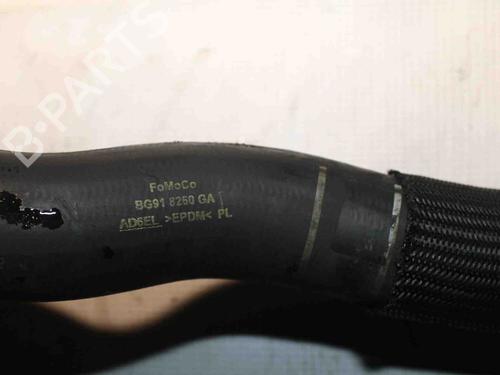 B-PARTS
FoMoCo
BG91 8260 GA
AD6EL >EPDM< PL